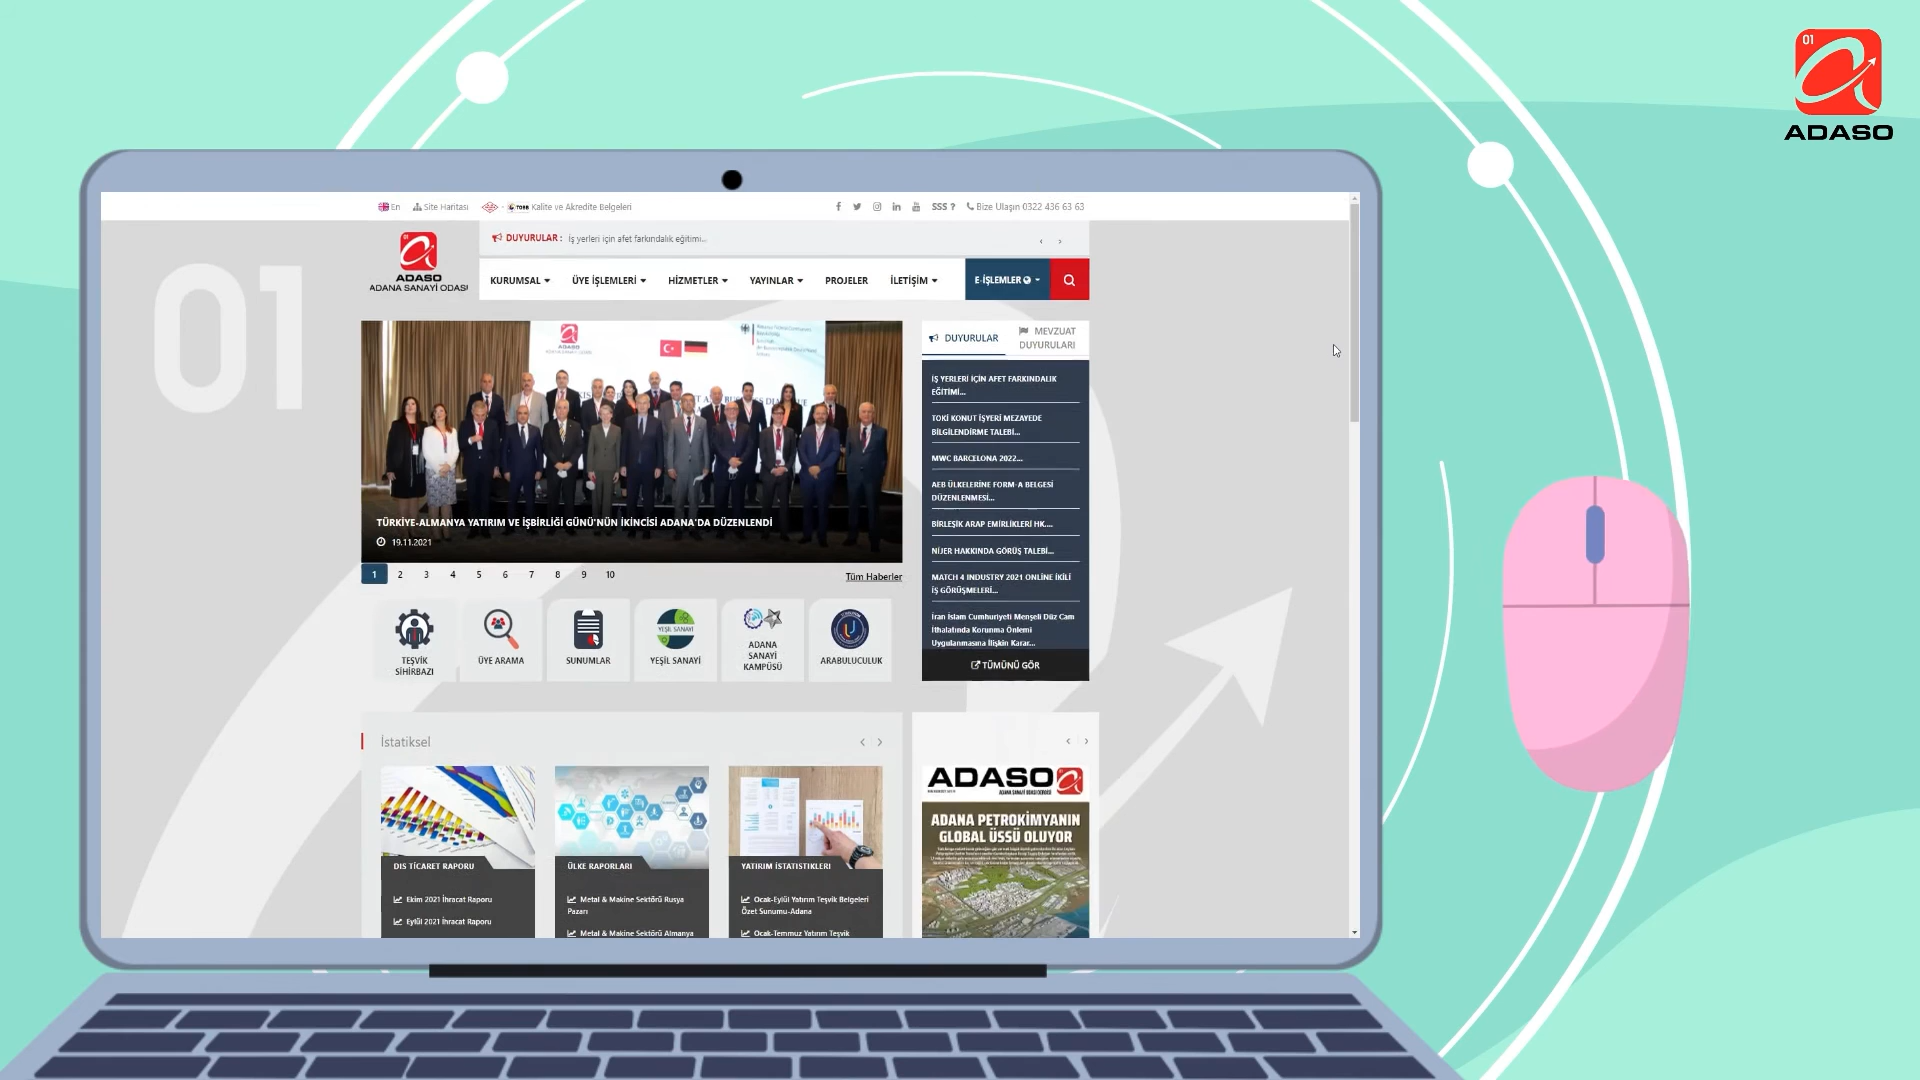 01
ADASO
En
Site Haritası
TOBB Kalite ve Akredite Belgeleri
SSS ?
Bize Ulaşın 0322 436 63 63
ADASO
ADANA SANAYİ ODASI
DUYURULAR :
İş yerleri için afet farkındalık eğitimi...
KURUMSAL
ÜYE İŞLEMLERİ
HİZMETLER
YAYINLAR
PROJELER
İLETİŞİM
E-İŞLEMLER
01
TÜRKİYE-ALMANYA YATIRIM VE İŞBİRLİĞİ GÜNÜ'NÜN İKİNCİSİ ADANA'DA DÜZENLENDİ
19.11.2021
1 2 3 4 5 6 7 8 9 10
Tüm Haberler
DUYURULAR
MEVZUAT
DUYURULARI
İŞ YERLERİ İÇİN AFET FARKINDALIK
EĞİTİMİ...
TOKİ KONUT İŞYERİ MEZAYEDE
BİLGİLENDİRME TALEBİ...
MWC BARCELONA 2022...
AEB ÜLKELERİNE FORM-A BELGESİ
DÜZENLENMESİ...
BİRLEŞİK ARAP EMİRLİKLERİ HK....
NİJER HAKKINDA GÖRÜŞ TALEBİ...
MATCH 4 INDUSTRY 2021 ONLINE İKİLİ
İŞ GÖRÜŞMELERİ...
İran İslam Cumhuriyeti Menşeli Düz Cam
İthalatında Korunma Önlemi
Uygulanmasına İlişkin Karar...
TÜMÜNÜ GÖR
TEŞVİK
SİHİRBAZI
ÜYE ARAMA
SUNUMLAR
YEŞİL SANAYİ
YEŞİL SANAYİ
ADANA
SANAYİ
KAMPÜSÜ
ARABULUCULUK
İstatiksel
DIŞ TİCARET RAPORU
Ekim 2021 İhracat Raporu
Eylül 2021 İhracat Raporu
ÜLKE RAPORLARI
Metal & Makine Sektörü Rusya
Pazarı
Metal & Makine Sektörü Almanya
YATIRIM İSTATİSTİKLERİ
Ocak-Eylül Yatırım Teşvik Belgeleri
Özet Sunumu-Adana
Ocak-Temmuz Yatırım Teşvik
ADASO
ADANA PETROKİMYANIN
GLOBAL ÜSSÜ OLUYOR